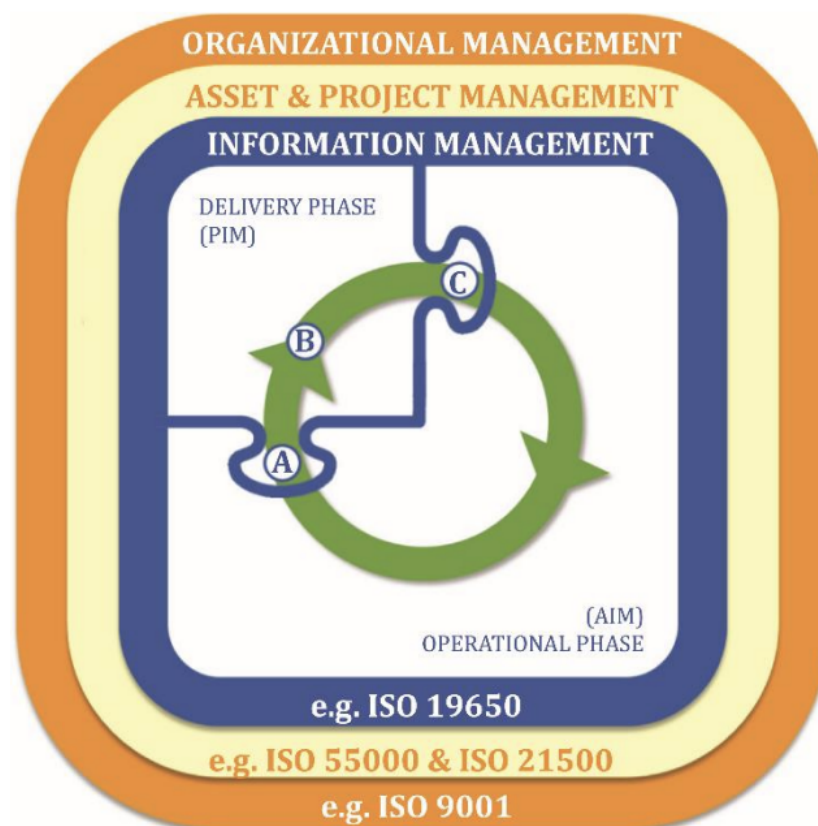 ORGANIZATIONAL MANAGEMENT
ASSET & PROJECT MANAGEMENT
INFORMATION MANAGEMENT
DELIVERY PHASE
(PIM)
C
B
A
(AIM)
OPERATIONAL PHASE
e.g. ISO 19650
e.g. ISO 55000 & ISO 21500
e.g. ISO 9001